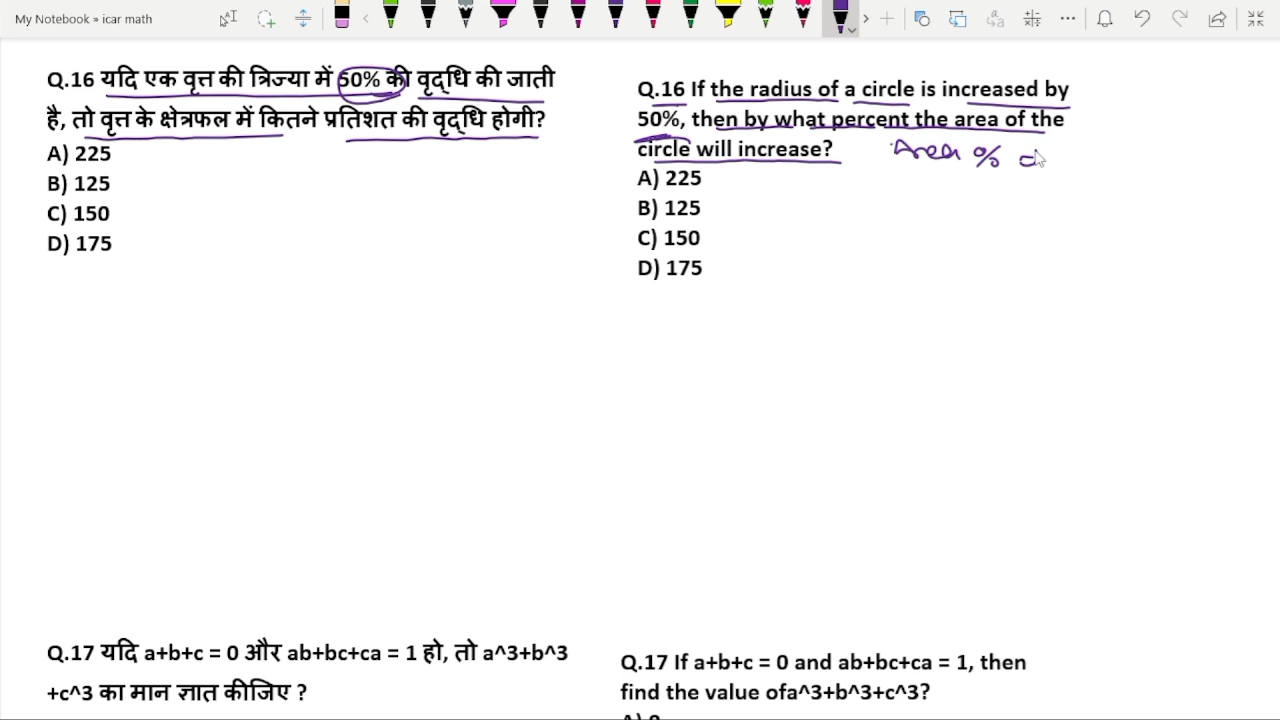 My Notebook » icar math
Q.16 यदि एक वृत्त की त्रिज्या में 50% की वृद्धि की जाती
है, तो वृत्त के क्षेत्रफल में कितने प्रतिशत की वृद्धि होगी?
A) 225
B) 125
C) 150
D) 175
Q.16 If the radius of a circle is increased by
50%, then by what percent the area of the
circle will increase?
Area %
A) 225
B) 125
C) 150
D) 175
Q.17 यदि a+b+c = 0 और ab+bc+ca = 1 हो, तो a^3+b^3
+c^3 का मान ज्ञात कीजिए ?
Q.17 If a+b+c = 0 and ab+bc+ca = 1, then
find the value ofa^3+b^3+c^3?